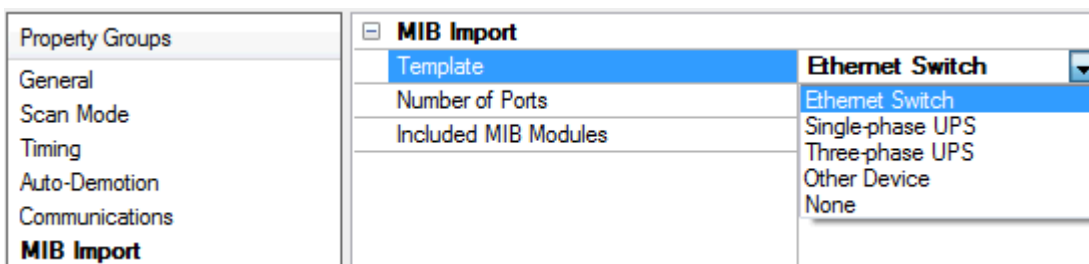 Property Groups
General
Scan Mode
Timing
Auto-Demotion
Communications
MIB Import
MIB Import
Template Ethernet Switch
Number of Ports
Included MIB Modules
Ethernet Switch
Single-phase UPS
Three-phase UPS
Other Device
None